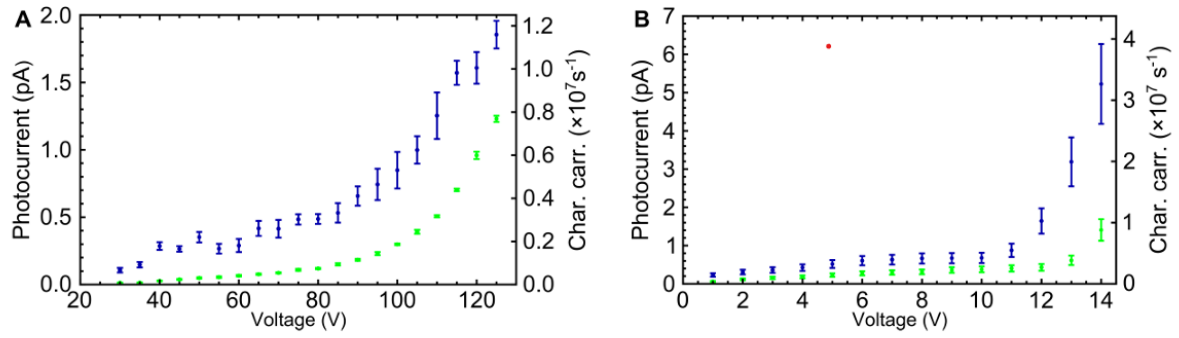 A
Photocurrent (pA)
2.0
1.5
1.0
0.5
0.0
20 40 60 80 100 120
Voltage (V)
1.2
1.0
0.8
0.6
0.4
0.2
0.0
Char. carr. (×10⁷s⁻¹)
B
Photocurrent (pA)
7
6
5
4
3
2
1
0
0 2 4 6 8 10 12 14
Voltage (V)
4
3
2
1
0
Char. carr. (×10⁷ s⁻¹)